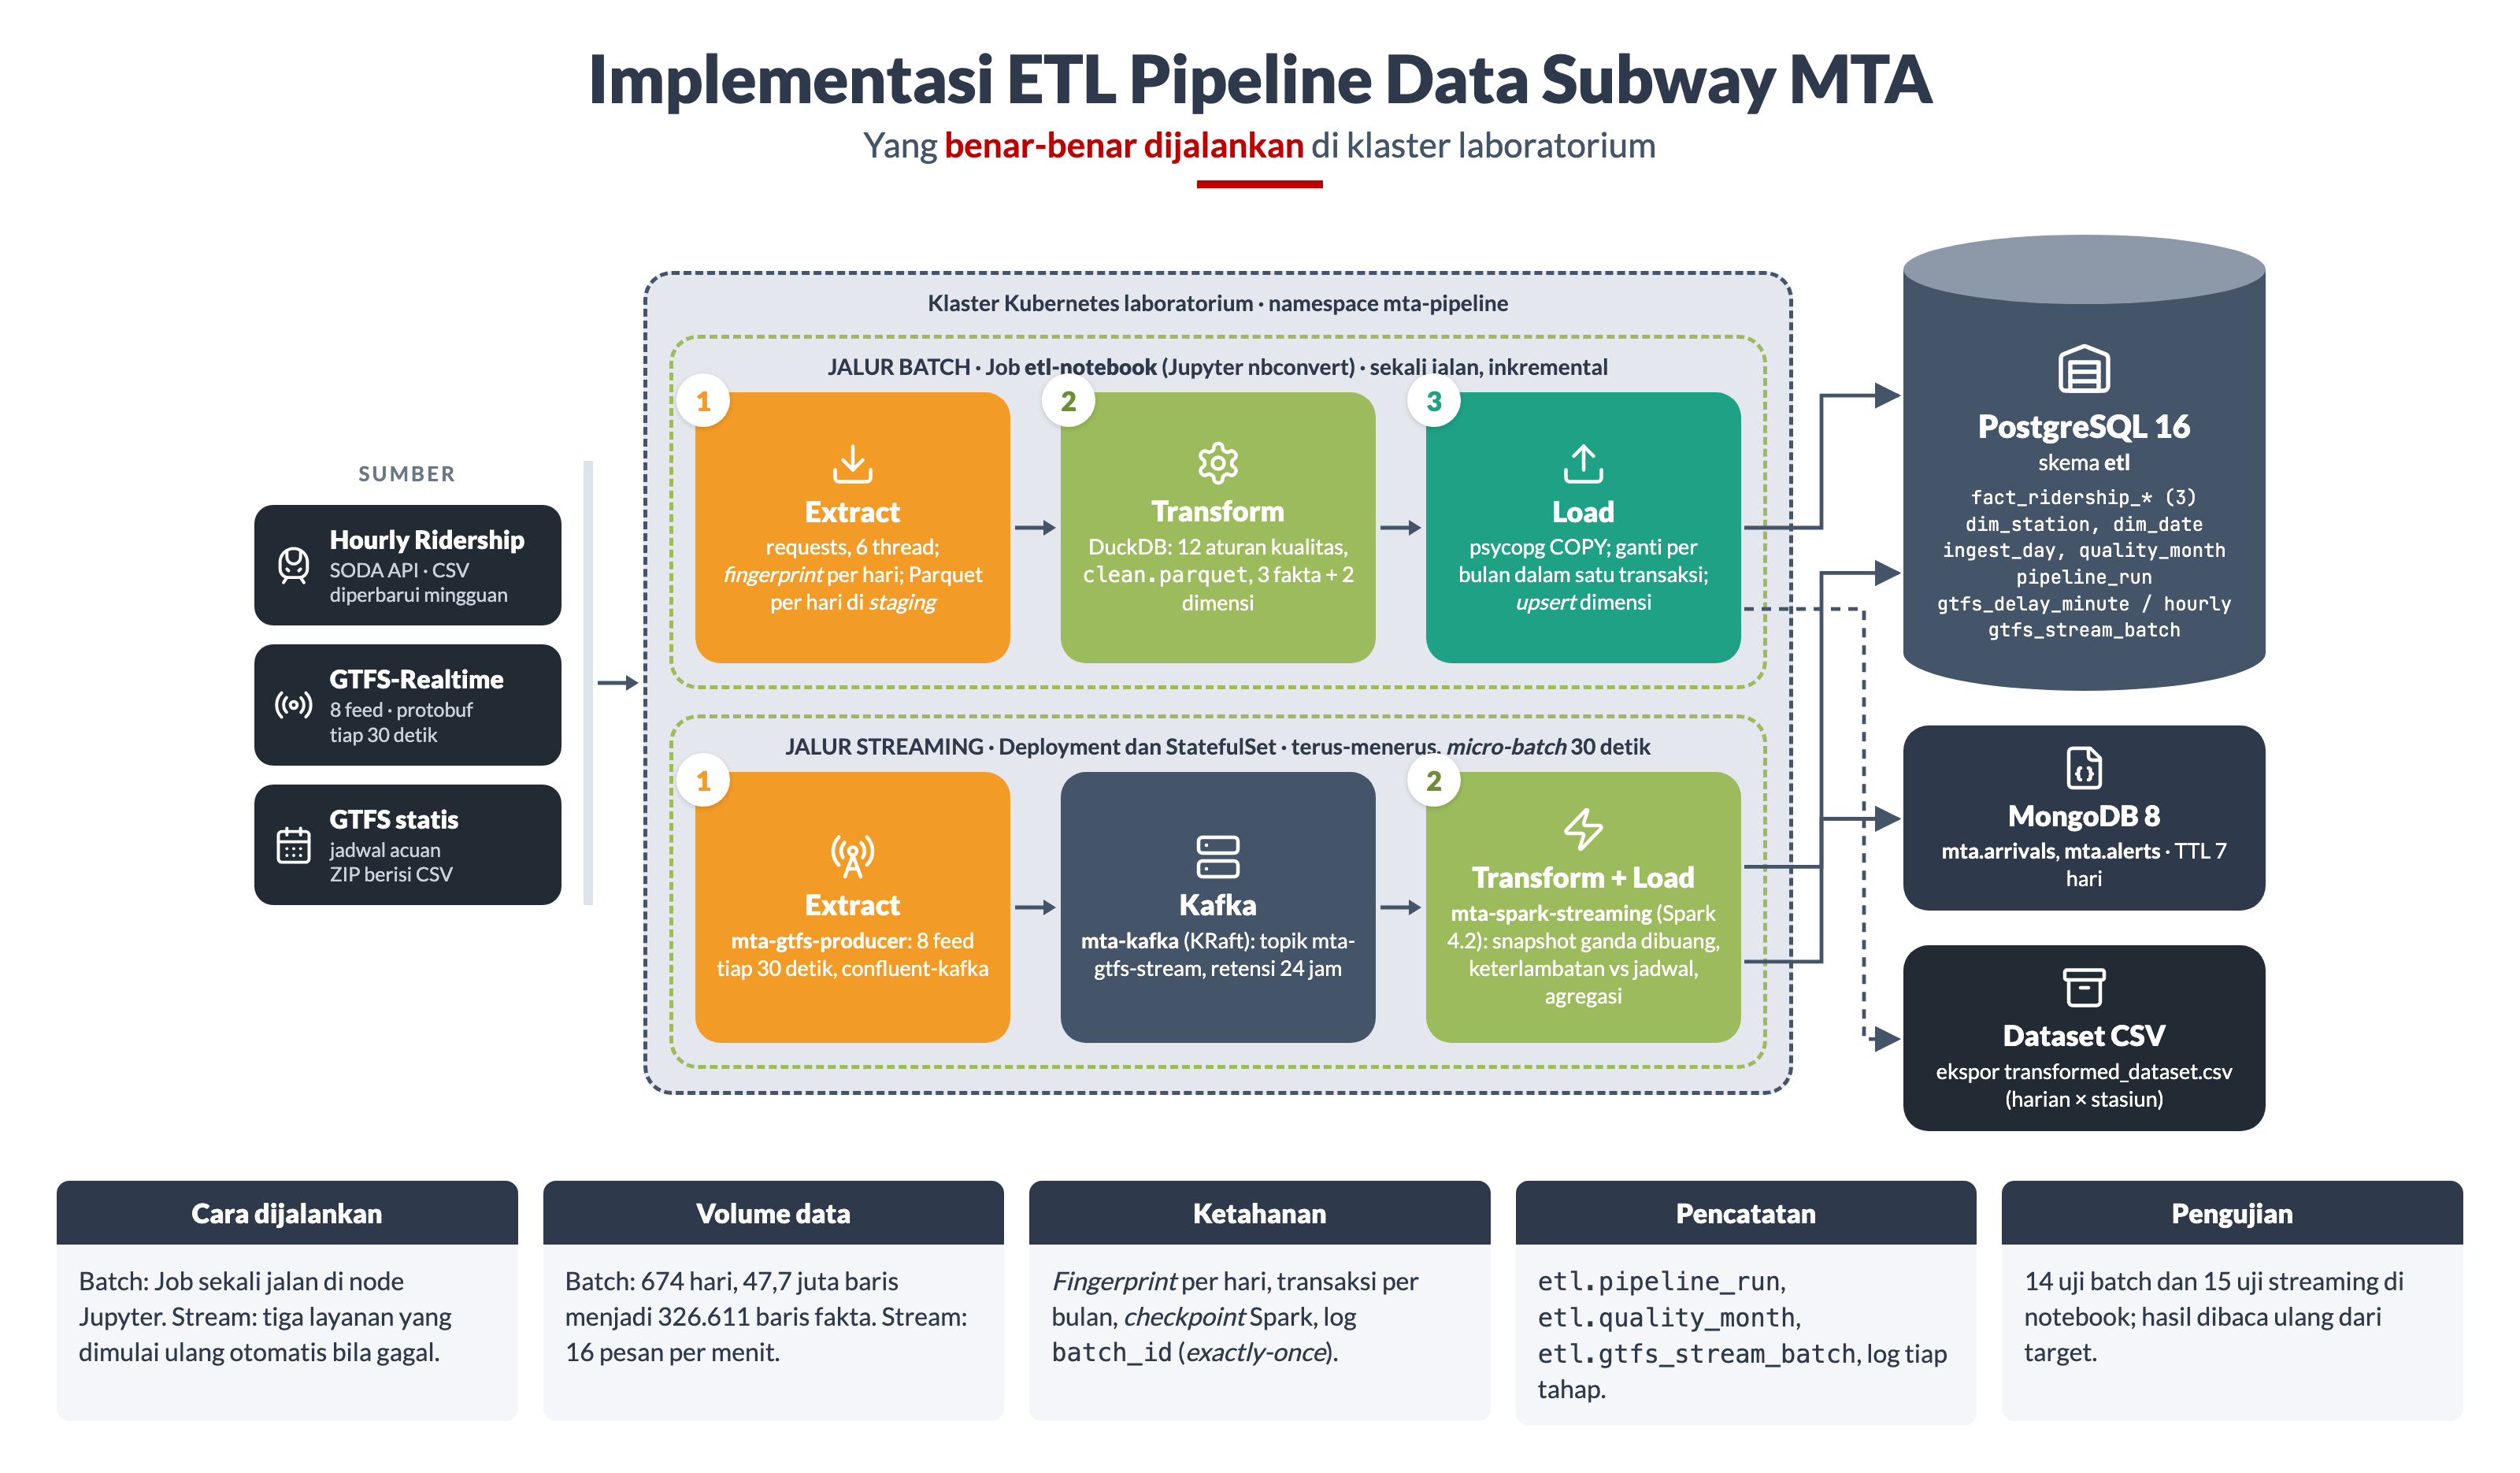 Implementasi ETL Pipeline Data Subway MTA
Yang benar-benar dijalankan di klaster laboratorium
SUMBER
Hourly Ridership
SODA API · CSV
diperbarui mingguan
GTFS-Realtime
8 feed · protobuf
tiap 30 detik
GTFS statis
jadwal acuan
ZIP berisi CSV
Klaster Kubernetes laboratorium · namespace mta-pipeline
JALUR BATCH · Job etl-notebook (Jupyter nbconvert) · sekali jalan, inkremental
1
Extract
requests, 6 thread;
fingerprint per hari; Parquet
per hari di staging
2
Transform
DuckDB: 12 aturan kualitas,
clean.parquet, 3 fakta + 2
dimensi
3
Load
psycopg COPY; ganti per
bulan dalam satu transaksi;
upsert dimensi
JALUR STREAMING · Deployment dan StatefulSet · terus-menerus, micro-batch 30 detik
1
Extract
mta-gtfs-producer: 8 feed
tiap 30 detik, confluent-kafka
Kafka
mta-kafka (KRaft): topik mta-
gtfs-stream, retensi 24 jam
2
Transform + Load
mta-spark-streaming (Spark
4.2): snapshot ganda dibuang,
keterlambatan vs jadwal,
agregasi
PostgreSQL 16
skema etl
fact_ridership_* (3)
dim_station, dim_date
ingest_day, quality_month
pipeline_run
gtfs_delay_minute / hourly
gtfs_stream_batch
MongoDB 8
mta.arrivals, mta.alerts · TTL 7
hari
Dataset CSV
ekspor transformed_dataset.csv
(harian × stasiun)
Cara dijalankan
Batch: Job sekali jalan di node
Jupyter. Stream: tiga layanan yang
dimulai ulang otomatis bila gagal.
Volume data
Batch: 674 hari, 47,7 juta baris
menjadi 326.611 baris fakta. Stream:
16 pesan per menit.
Ketahanan
Fingerprint per hari, transaksi per
bulan, checkpoint Spark, log
batch_id (exactly-once).
Pencatatan
etl.pipeline_run,
etl.quality_month,
etl.gtfs_stream_batch, log tiap
tahap.
Pengujian
14 uji batch dan 15 uji streaming di
notebook; hasil dibaca ulang dari
target.